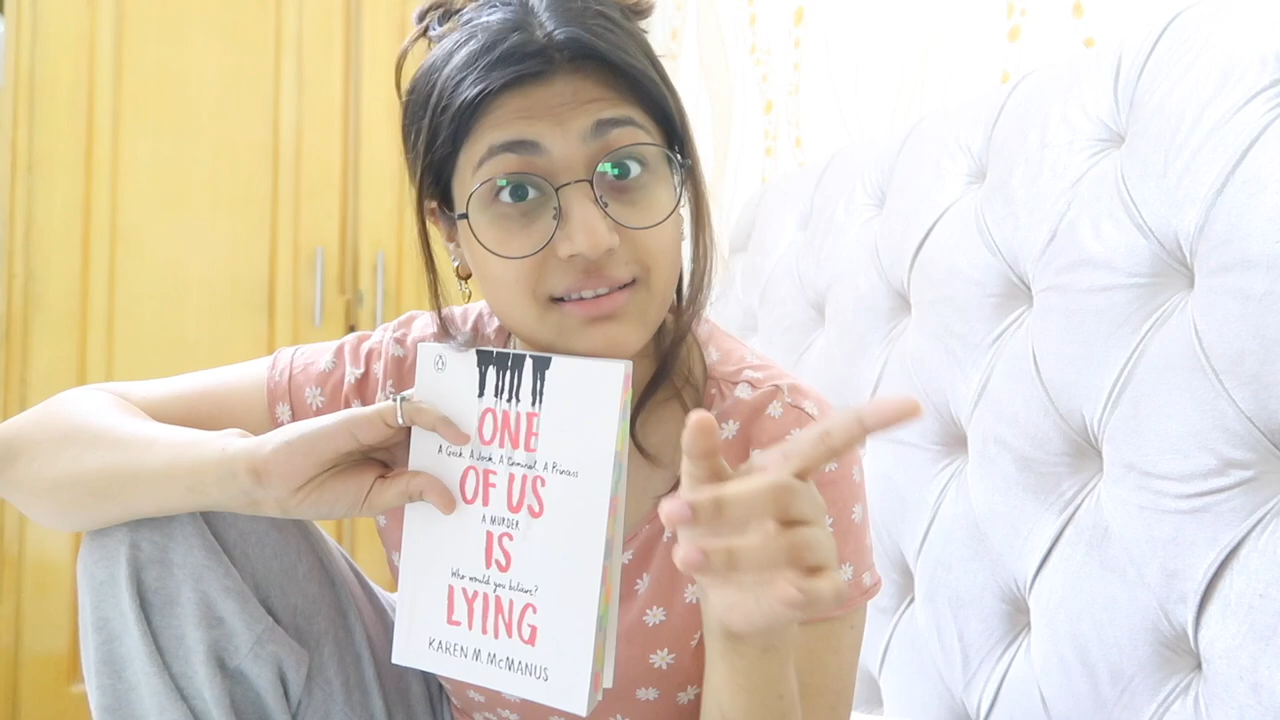 ONE
A Geek. A Jock. A Criminal. A Princess
OF US
A MURDER
IS
Who would you believe?
LYING
KAREN M. McMANUS